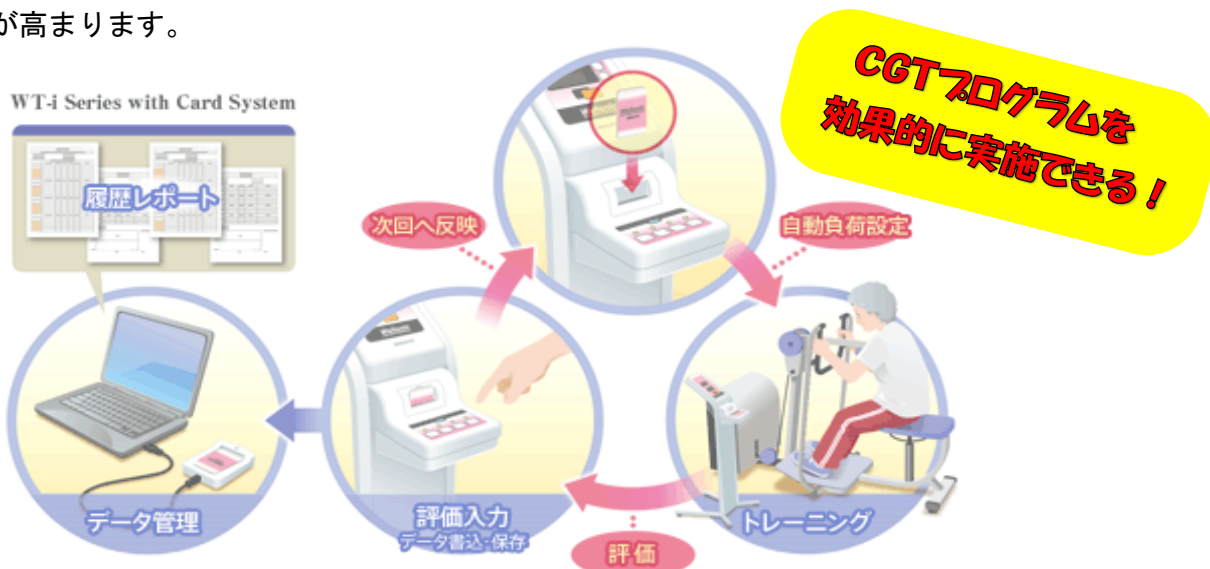 が高まります。
CGTプログラムを
効果的に実施できる！
WT-i Series with Card System
履歴レポート
次回へ反映
自動負荷設定
データ管理
評価入力
データ書込・保存
トレーニング
評価